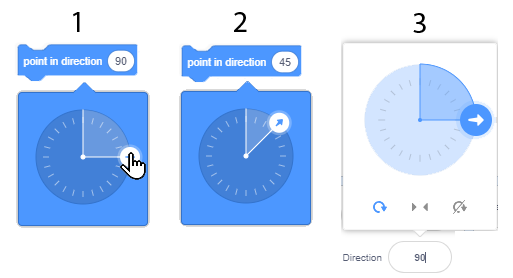 1
2
3
point in direction 90
point in direction 45
Direction 90